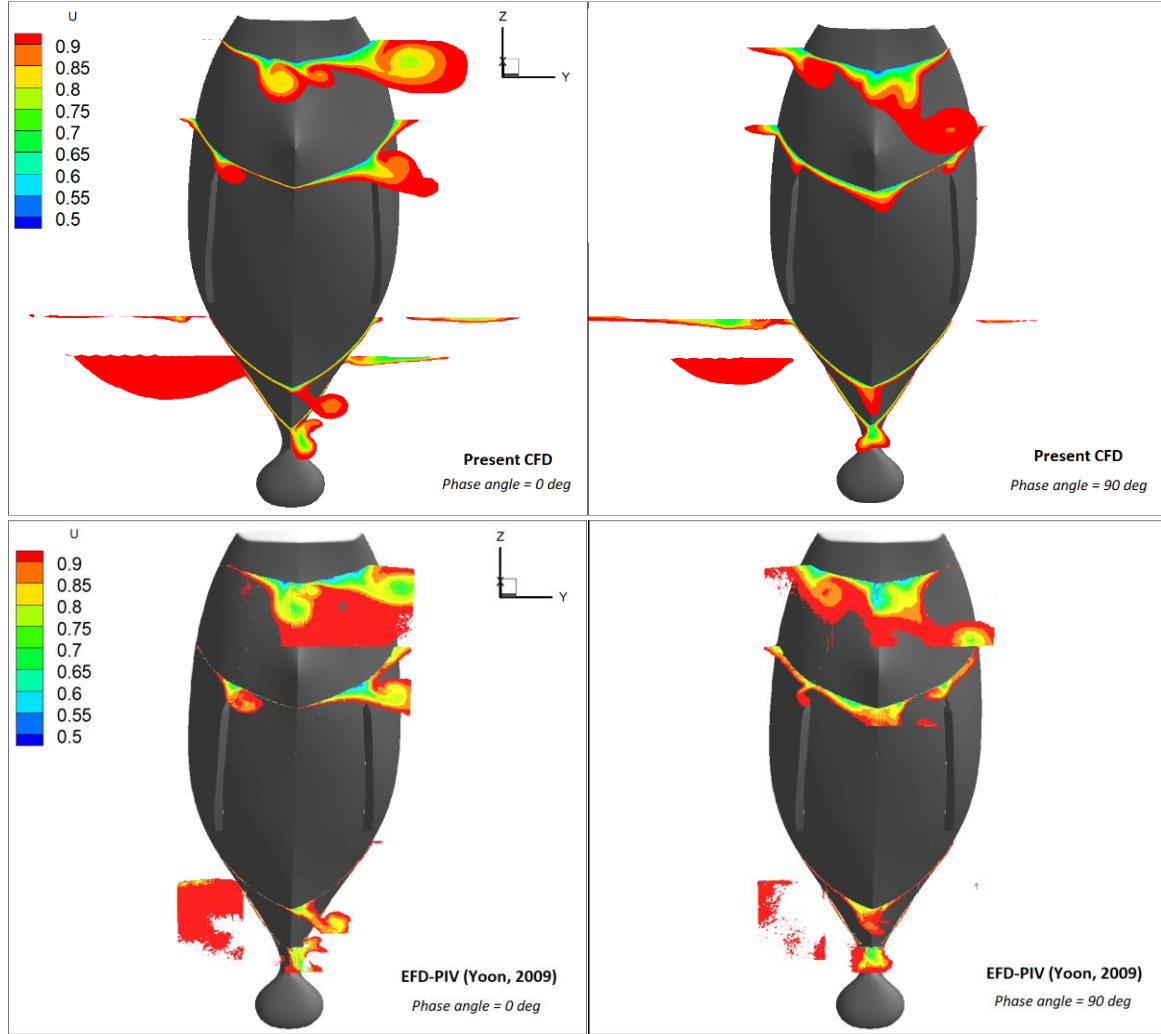 U
0.9
0.85
0.8
0.75
0.7
0.65
0.6
0.55
0.5
Z
X
Y
Present CFD
Phase angle = 0 deg
Present CFD
Phase angle = 90 deg
U
0.9
0.85
0.8
0.75
0.7
0.65
0.6
0.55
0.5
Z
X
Y
EFD-PIV (Yoon, 2009)
Phase angle = 0 deg
EFD-PIV (Yoon, 2009)
Phase angle = 90 deg